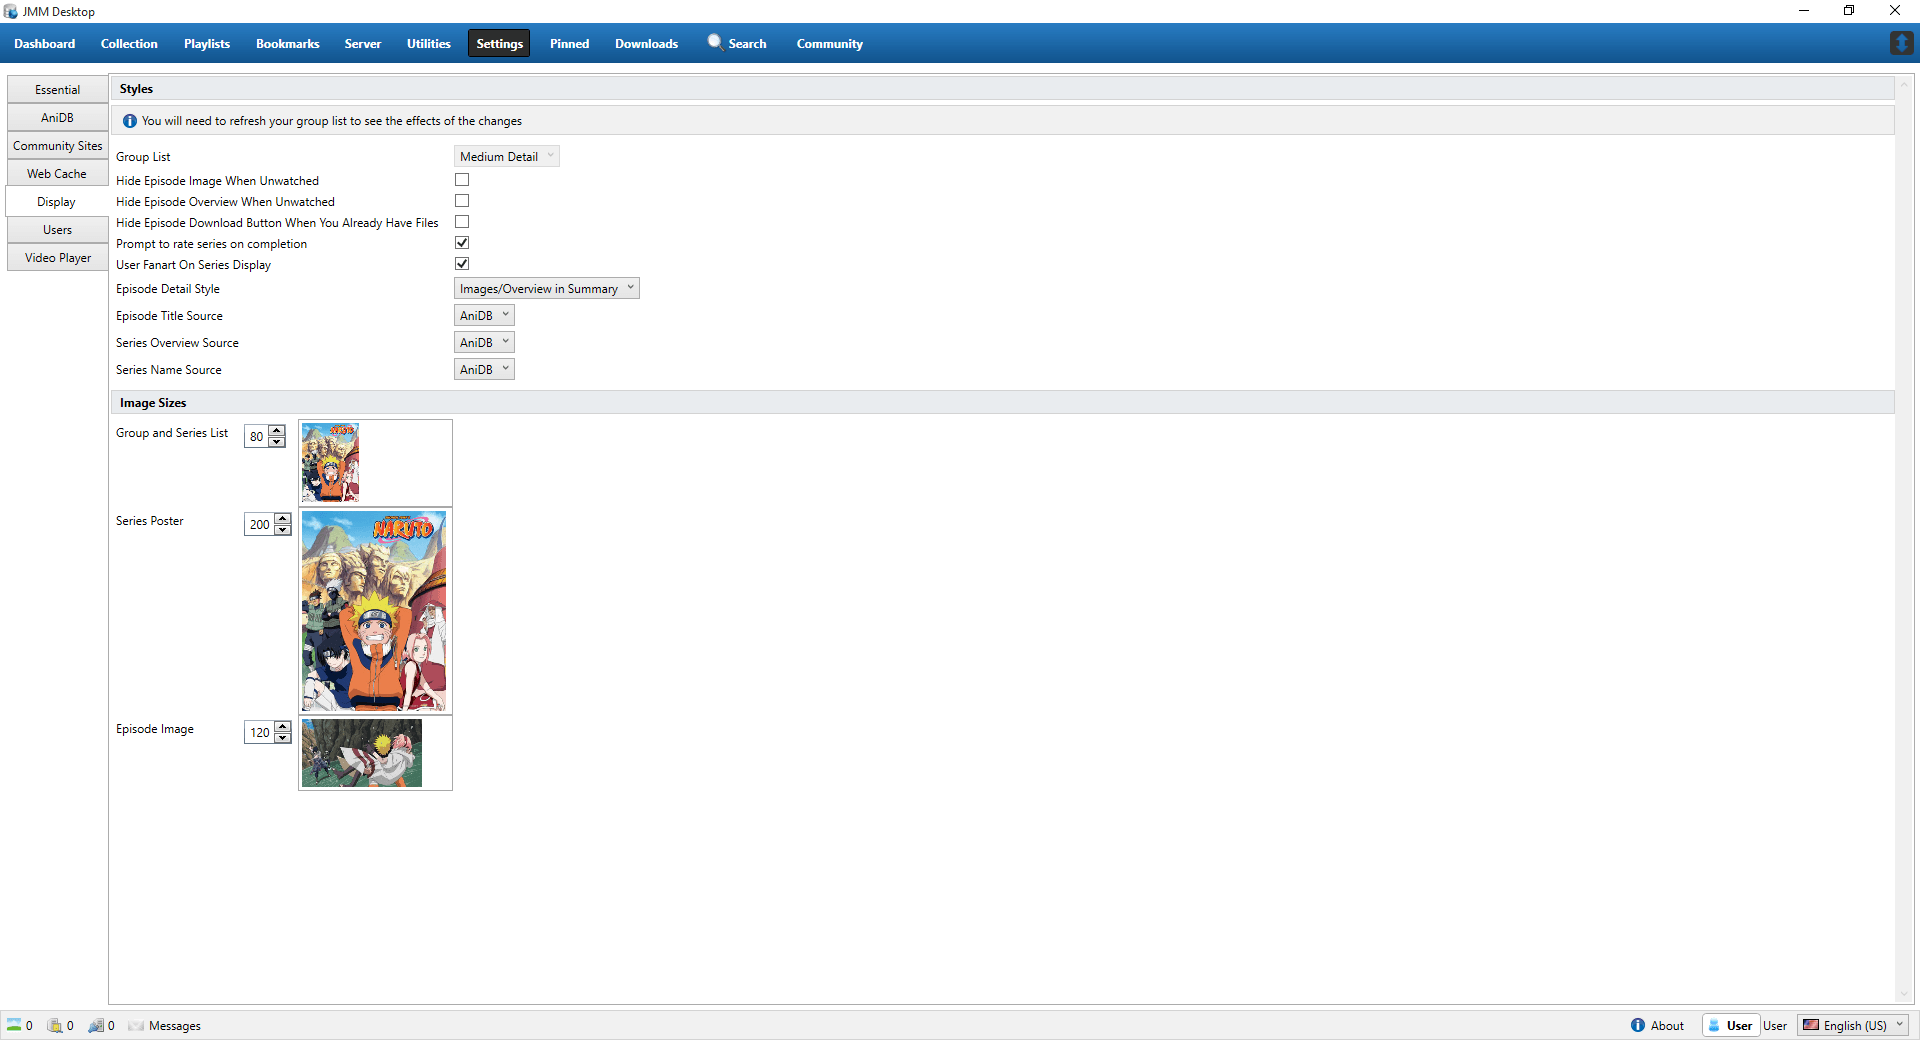 JMM Desktop
Dashboard Collection Playlists Bookmarks Server Utilities Settings Pinned Downloads Search Community
Essential
AniDB
Community Sites
Web Cache
Display
Users
Video Player
Styles
You will need to refresh your group list to see the effects of the changes
Group List Medium Detail
Hide Episode Image When Unwatched
Hide Episode Overview When Unwatched
Hide Episode Download Button When You Already Have Files
Prompt to rate series on completion
User Fanart On Series Display
Episode Detail Style Images/Overview in Summary
Episode Title Source AniDB
Series Overview Source AniDB
Series Name Source AniDB
Image Sizes
Group and Series List 80
Series Poster 200
NARUTO
Episode Image 120
0 0 0 Messages
About User User English (US)